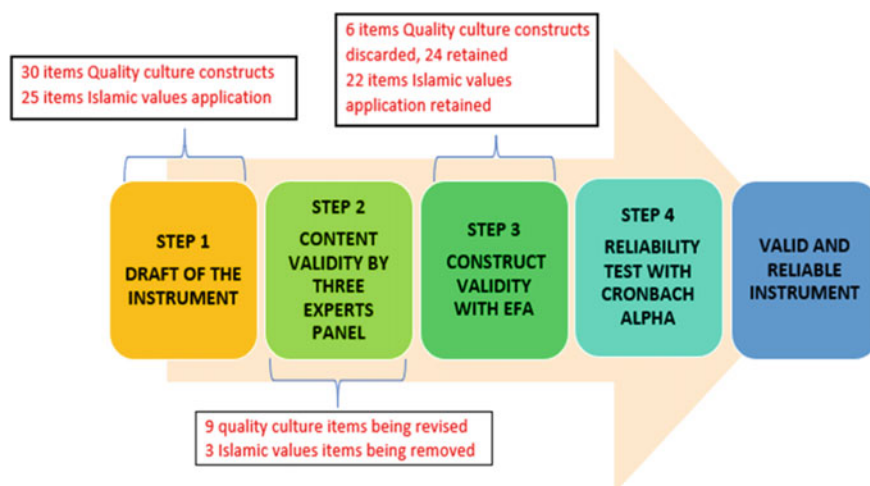 6 items Quality culture constructs
discarded, 24 retained
22 items Islamic values
application retained
30 items Quality culture constructs
25 items Islamic values application
STEP 1
DRAFT OF THE
INSTRUMENT
STEP 2
CONTENT
VALIDITY BY
THREE
EXPERTS
PANEL
STEP 3
CONSTRUCT
VALIDITY
WITH EFA
STEP 4
RELIABILITY
TEST WITH
CRONBACH
ALPHA
VALID AND
RELIABLE
INSTRUMENT
9 quality culture items being revised
3 Islamic values items being removed